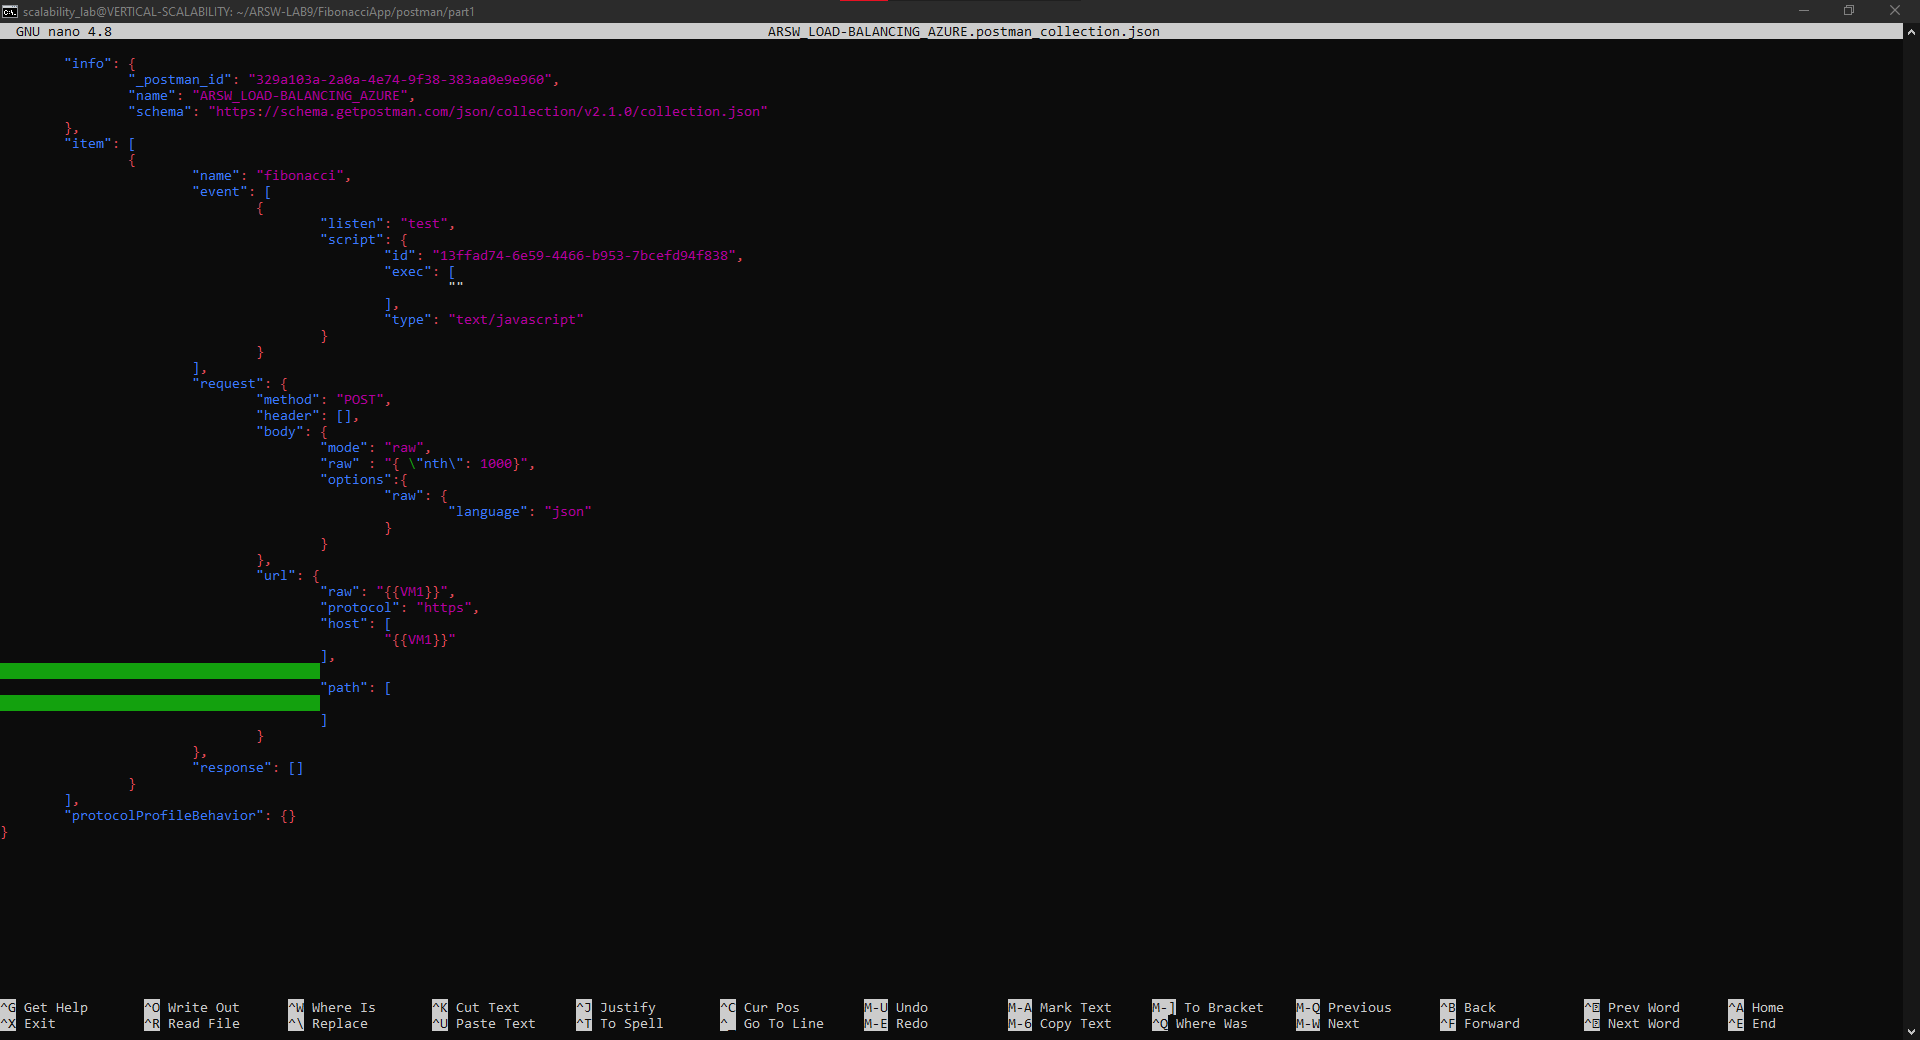 scalability_lab@VERTICAL-SCALABILITY: ~/ARSW-LAB9/FibonacciApp/postman/part1
GNU nano 4.8 ARSW_LOAD-BALANCING_AZURE.postman_collection.json
"info": {
"_postman_id": "329a103a-2a0a-4e74-9f38-383aa0e9e960",
"name": "ARSW_LOAD-BALANCING_AZURE",
"schema": "https://schema.getpostman.com/json/collection/v2.1.0/collection.json"
},
"item": [
{
"name": "fibonacci",
"event": [
{
"listen": "test",
"script": {
"id": "13ffad74-6e59-4466-b953-7bcefd94f838",
"exec": [
""
],
"type": "text/javascript"
}
}
],
"request": {
"method": "POST",
"header": [],
"body": {
"mode": "raw",
"raw" : "{ \"nth\": 1000}",
"options":{
"raw": {
"language": "json"
}
}
},
"url": {
"raw": "{{VM1}}",
"protocol": "https",
"host": [
"{{VM1}}"
],
"path": [
]
}
},
"response": []
}
],
"protocolProfileBehavior": {}
}
^G Get Help ^O Write Out ^W Where Is ^K Cut Text ^J Justify ^C Cur Pos M-U Undo M-A Mark Text M-] To Bracket M-Q Previous ^B Back Prev Word ^A Home
^X Exit ^R Read File ^\ Replace ^U Paste Text ^T To Spell ^_ Go To Line M-E Redo M-6 Copy Text ^Q Where Was M-W Next ^F Forward Next Word ^E End